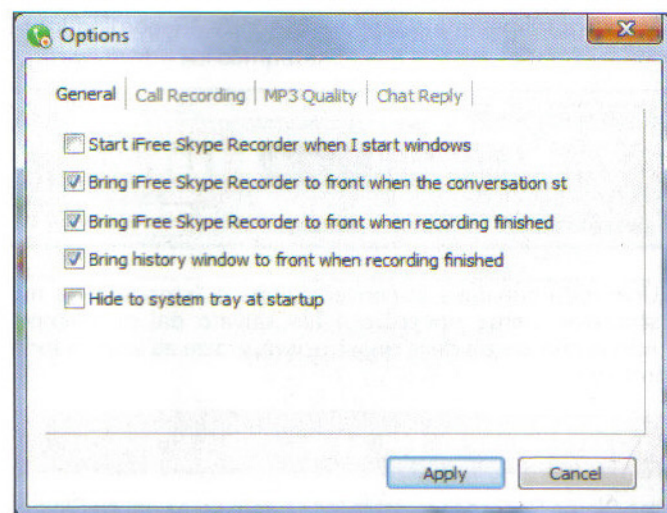 Options
General Call Recording MP3 Quality Chat Reply
Start iFree Skype Recorder when I start windows
Bring iFree Skype Recorder to front when the conversation st
Bring iFree Skype Recorder to front when recording finished
Bring history window to front when recording finished
Hide to system tray at startup
Apply Cancel